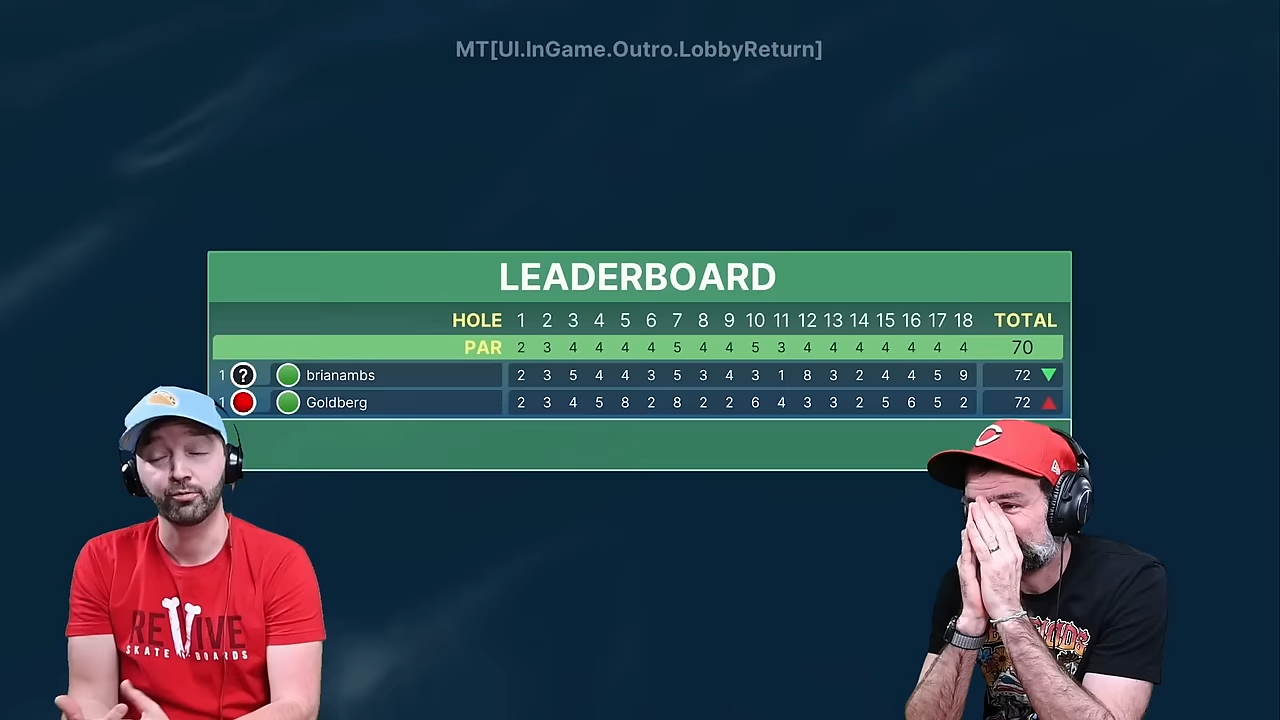 MT[UI.InGame.Outro.LobbyReturn]
LEADERBOARD
HOLE 1 2 3 4 5 6 7 8 9 10 11 12 13 14 15 16 17 18 TOTAL
PAR 2 3 4 4 4 4 5 4 4 5 3 4 4 4 4 4 4 4 70
1 ? brianambs 2 3 5 4 4 3 5 3 4 3 1 8 3 2 4 4 5 9 72
1 Goldberg 2 3 4 5 8 2 8 2 2 6 4 3 3 2 5 6 5 2 72
REVIVE
SKATEBOARDS